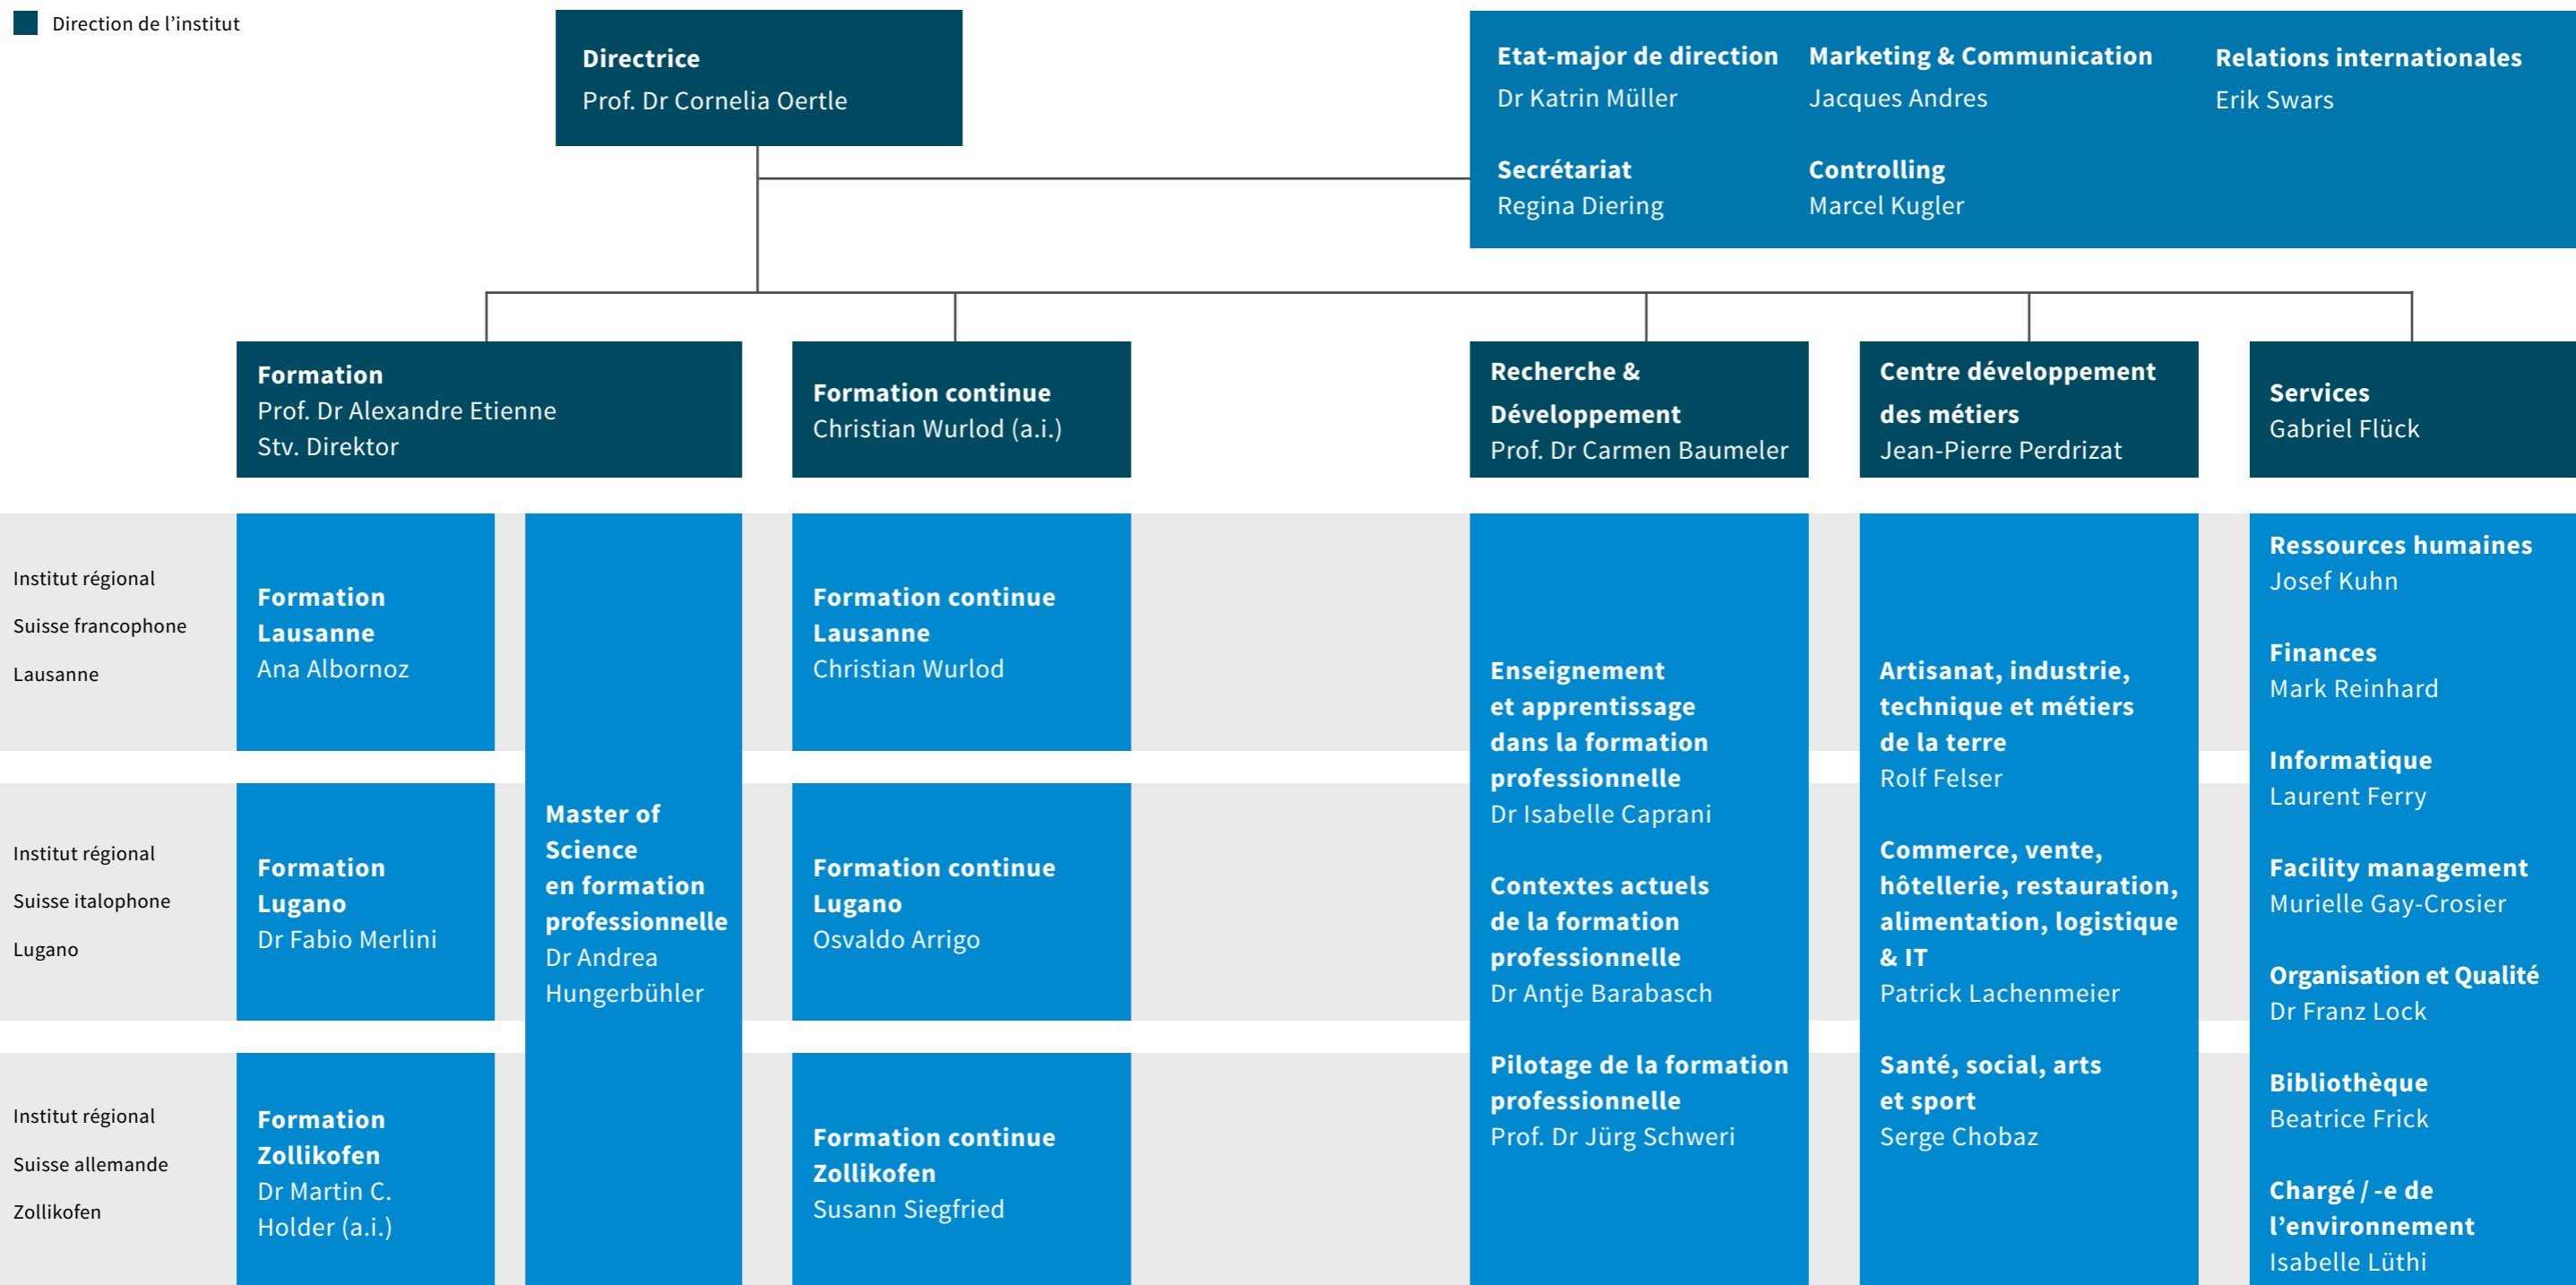 Direction de l’institut
Directrice
Prof. Dr Cornelia Oertle
Etat-major de direction
Dr Katrin Müller
Marketing & Communication
Jacques Andres
Relations internationales
Erik Swars
Secrétariat
Regina Diering
Controlling
Marcel Kugler
Formation
Prof. Dr Alexandre Etienne
Stv. Direktor
Formation continue
Christian Wurlod (a.i.)
Recherche &
Développement
Prof. Dr Carmen Baumeler
Centre développement
des métiers
Jean-Pierre Perdrizat
Services
Gabriel Flück
Institut régional
Suisse francophone
Lausanne
Formation
Lausanne
Ana Albornoz
Formation continue
Lausanne
Christian Wurlod
Institut régional
Suisse italophone
Lugano
Formation
Lugano
Dr Fabio Merlini
Master of
Science
en formation
professionnelle
Dr Andrea
Hungerbühler
Formation continue
Lugano
Osvaldo Arrigo
Institut régional
Suisse allemande
Zollikofen
Formation
Zollikofen
Dr Martin C.
Holder (a.i.)
Formation continue
Zollikofen
Susann Siegfried
Enseignement
et apprentissage
dans la formation
professionnelle
Dr Isabelle Caprani
Contextes actuels
de la formation
professionnelle
Dr Antje Barabasch
Pilotage de la formation
professionnelle
Prof. Dr Jürg Schweri
Artisanat, industrie,
technique et métiers
de la terre
Rolf Felser
Commerce, vente,
hôtellerie, restauration,
alimentation, logistique
& IT
Patrick Lachenmeier
Santé, social, arts
et sport
Serge Chobaz
Ressources humaines
Josef Kuhn
Finances
Mark Reinhard
Informatique
Laurent Ferry
Facility management
Murielle Gay-Crosier
Organisation et Qualité
Dr Franz Lock
Bibliothèque
Beatrice Frick
Chargé / -e de
l’environnement
Isabelle Lüthi